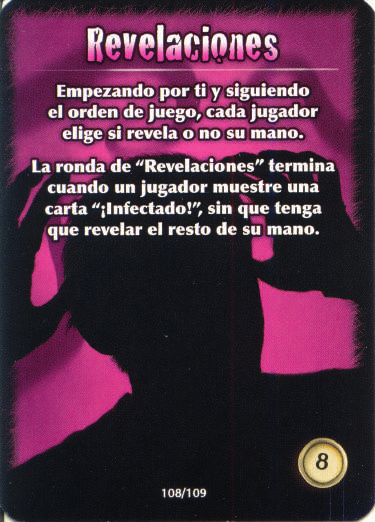 Revelaciones
Empezando por ti y siguiendo
el orden de juego, cada jugador
elige si revela o no su mano.
La ronda de “Revelaciones” termina
cuando un jugador muestre una
carta “¡Infectado!”, sin que tenga
que revelar el resto de su mano.
8
108/109